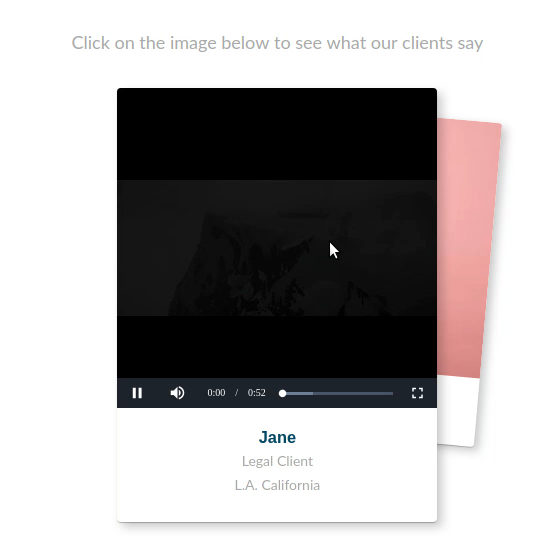 Click on the image below to see what our clients say
0:00 / 0:52
Jane
Legal Client
L.A. California